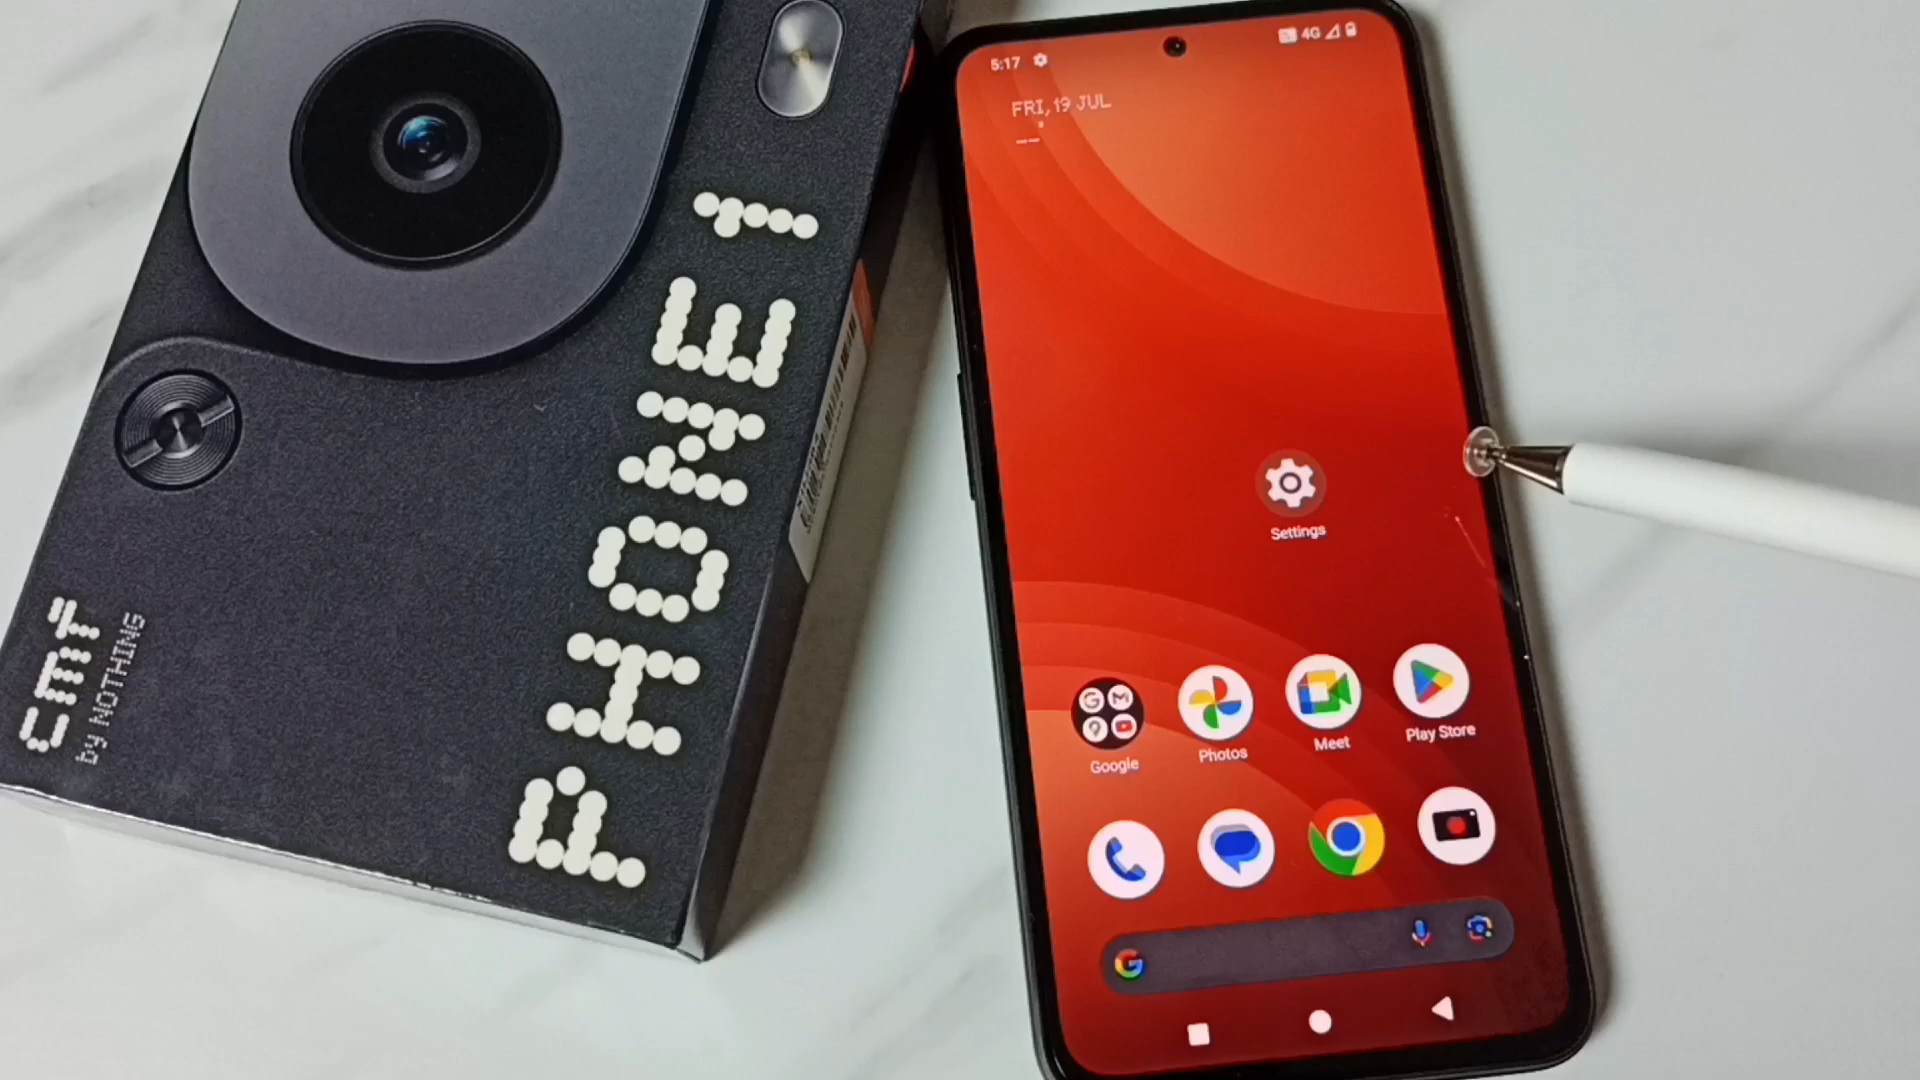 PHONE 1
cmf
by NOTHING
5:17
4G
FRI, 19 JUL
--°
Settings
Google
Photos
Meet
Play Store